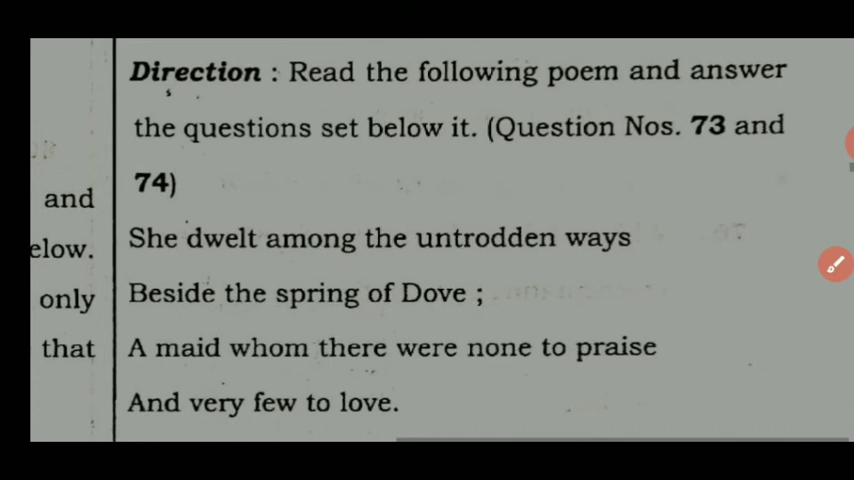 and
elow.
only
that
Direction : Read the following poem and answer
the questions set below it. (Question Nos. 73 and
74)
She dwelt among the untrodden ways
Beside the spring of Dove ;
A maid whom there were none to praise
And very few to love.